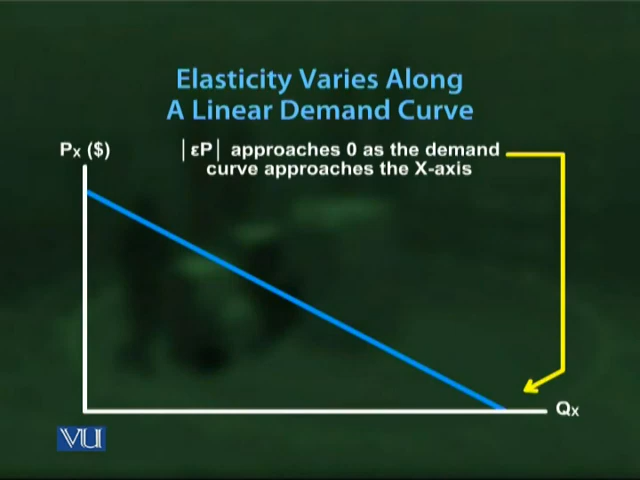 Elasticity Varies Along
A Linear Demand Curve
Px ($)
|εP| approaches 0 as the demand
curve approaches the X-axis
Qx
VU